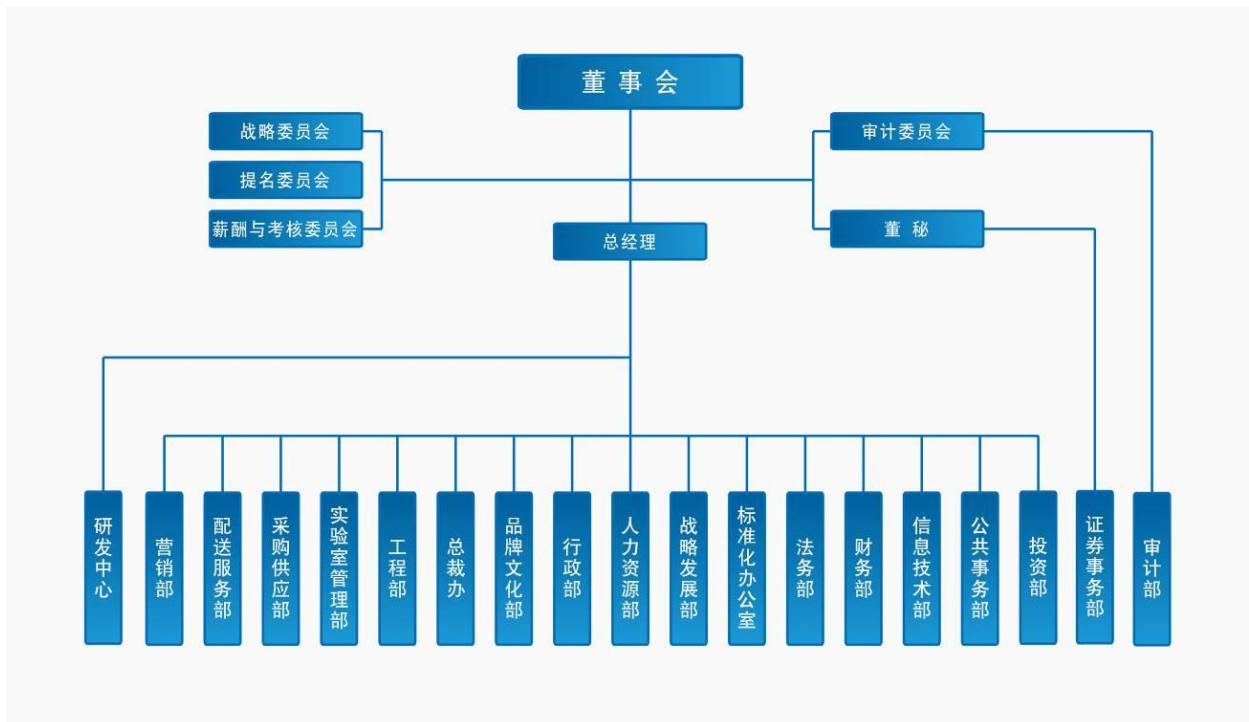 董事会
战略委员会
审计委员会
提名委员会
薪酬与考核委员会
董秘
总经理
研发中心
营销部
配送服务部
采购供应部
实验室管理部
工程部
总裁办
品牌文化部
行政部
人力资源部
战略发展部
标准化办公室
法务部
财务部
信息技术部
公共事务部
投资部
证券事务部
审计部